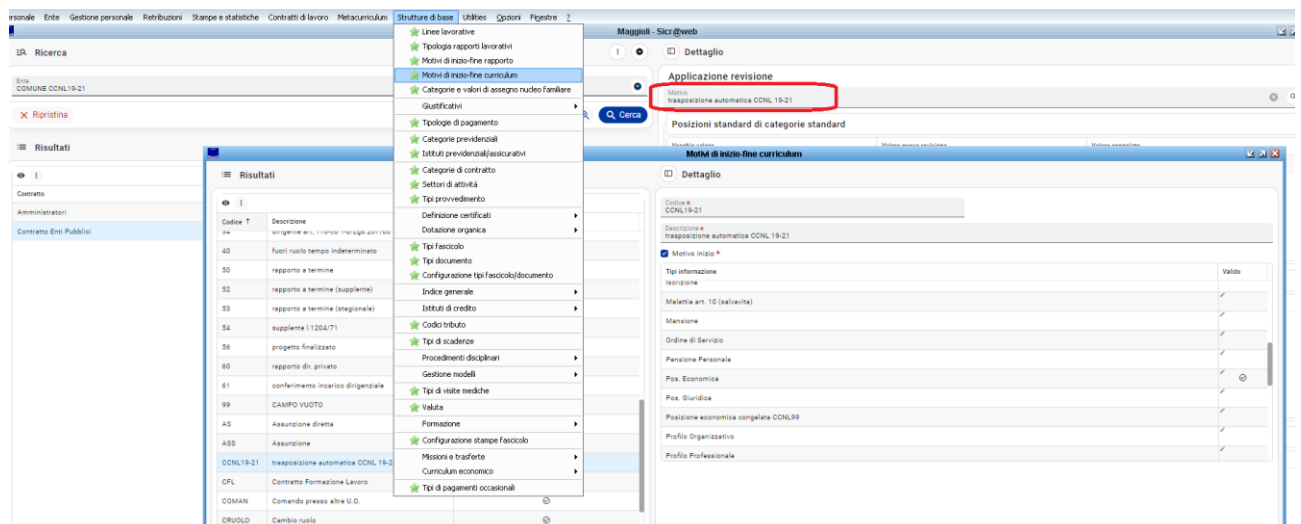 ersonale Ente Gestione personale Retribuzioni Stampe e statistiche Contratti di lavoro Metacurriculum Strutture di base Utilities Opzioni Finestre ?
Maggioli - Sicr@web
Ricerca
Ente
COMUNE CCNL19-21
Ripristina
Cerca
Risultati
Contratto
Amministratori
Contratto Enti Pubblici
Linee lavorative
Tipologia rapporti lavorativi
Motivi di inizio-fine rapporto
Motivi di inizio-fine curriculum
Categorie e valori di assegno nucleo familiare
Giustificativi
Tipologie di pagamento
Categorie previdenziali
Istituti previdenziali/assicurativi
Categorie di contratto
Settori di attività
Tipi provvedimento
Definizione certificati
Dotazione organica
Tipi fascicolo
Tipi documento
Configurazione tipi fascicolo/documento
Indice generale
Istituti di credito
Codici tributo
Tipi di scadenze
Procedimenti disciplinari
Gestione modelli
Tipi di visite mediche
Valuta
Formazione
Configurazione stampe fascicolo
Missioni e trasferte
Curriculum economico
Tipi di pagamenti occasionali
Dettaglio
Applicazione revisione
Motivo
trasposizione automatica CCNL 19-21
Posizioni standard di categorie standard
Vecchio valore Valore nuova revisione Valore congelato
Motivi di inizio-fine curriculum
Risultati
Codice Descrizione
34
40 fuori ruolo tempo indeterminato
50 rapporto a termine
52 rapporto a termine (supplente)
53 rapporto a termine (stagionale)
54 supplente l.1204/71
56 progetto finalizzato
60 rapporto dir. privato
61 conferimento incarico dirigenziale
99 CAMPO VUOTO
AS Assunzione diretta
ASS Assunzione
CCNL19-21 trasposizione automatica CCNL 19-2
CFL Contratto Formazione Lavoro
COMAN Comando presso altre U.O.
CRUOLO Cambio ruolo
Dettaglio
Codice *
CCNL19-21
Descrizione *
trasposizione automatica CCNL 19-21
Motivo inizio *
Tipi informazione Valido
Iscrizione
Malattia art. 10 (salvavita)
Mansione
Ordine di Servizio
Pensione Personale
Pos. Economica
Pos. Giuridica
Posizione economica congelata CCNL99
Profilo Organizzativo
Profilo Professionale